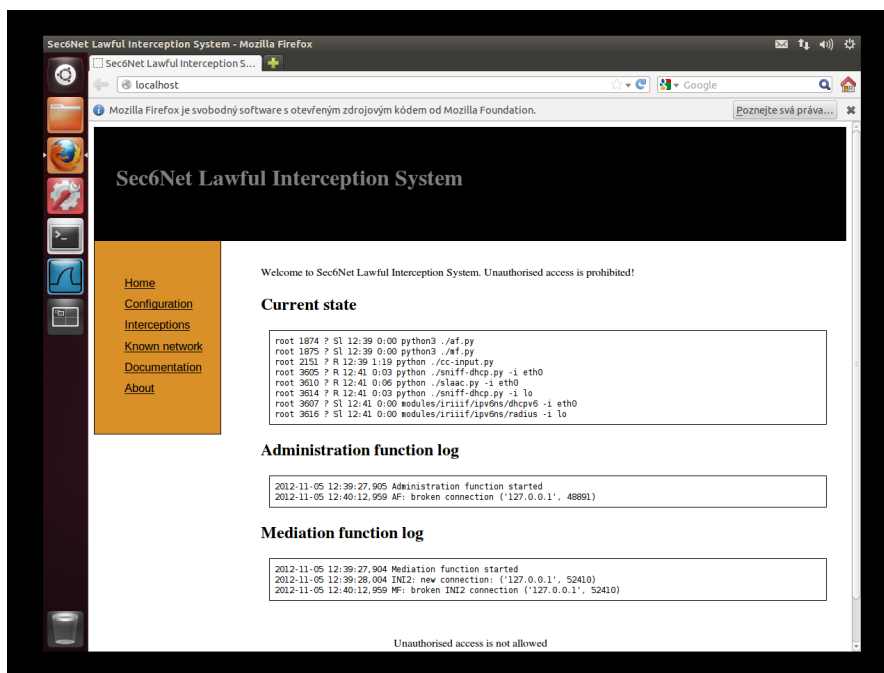 Sec6Net Lawful Interception System - Mozilla Firefox
Sec6Net Lawful Interception S...
localhost
Google
Mozilla Firefox je svobodný software s otevřeným zdrojovým kódem od Mozilla Foundation.
Poznejte svá práva...
Sec6Net Lawful Interception System
Home
Configuration
Interceptions
Known network
Documentation
About
Welcome to Sec6Net Lawful Interception System. Unauthorised access is prohibited!
Current state
root 1874 ? Sl 12:39 0:00 python3 ./af.py
root 1875 ? Sl 12:39 0:00 python3 ./mf.py
root 2151 ? R 12:39 1:19 python ./cc-input.py
root 3605 ? R 12:41 0:03 python ./sniff-dhcp.py -i eth0
root 3610 ? R 12:41 0:06 python ./slaac.py -i eth0
root 3614 ? R 12:41 0:03 python ./sniff-dhcp.py -i lo
root 3607 ? Sl 12:41 0:00 modules/iriiif/ipv6ns/dhcpv6 -i eth0
root 3616 ? Sl 12:41 0:00 modules/iriiif/ipv6ns/radius -i lo
Administration function log
2012-11-05 12:39:27,905 Administration function started
2012-11-05 12:40:12,959 AF: broken connection ('127.0.0.1', 48891)
Mediation function log
2012-11-05 12:39:27,904 Mediation function started
2012-11-05 12:39:28,004 INI2: new connection: ('127.0.0.1', 52410)
2012-11-05 12:40:12,959 MF: broken INI2 connection ('127.0.0.1', 52410)
Unauthorised access is not allowed